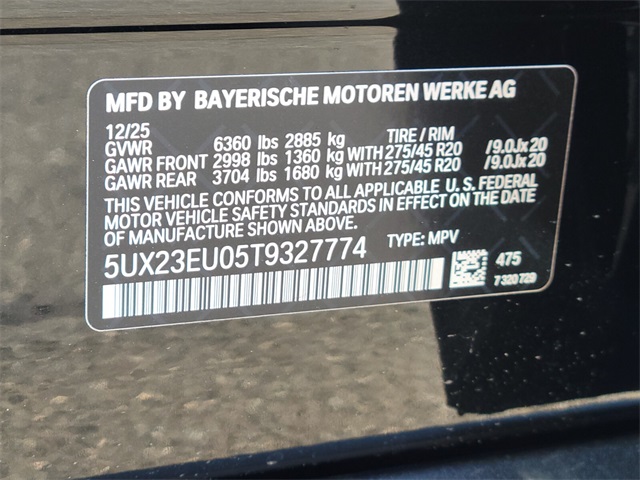 MFD BY BAYERISCHE MOTOREN WERKE AG
12/25 TIRE / RIM
GVWR 6360 lbs 2885 kg
GAWR FRONT 2998 lbs 1360 kg WITH 275/45 R20 /9.0Jx20
GAWR REAR 3704 lbs 1680 kg WITH 275/45 R20 /9.0Jx20
THIS VEHICLE CONFORMS TO ALL APPLICABLE U.S. FEDERAL
MOTOR VEHICLE SAFETY STANDARDS IN EFFECT ON THE DATE
OF MANUFACTURE SHOWN ABOVE.
5UX23EU05T9327774 TYPE: MPV
475
7 320 729